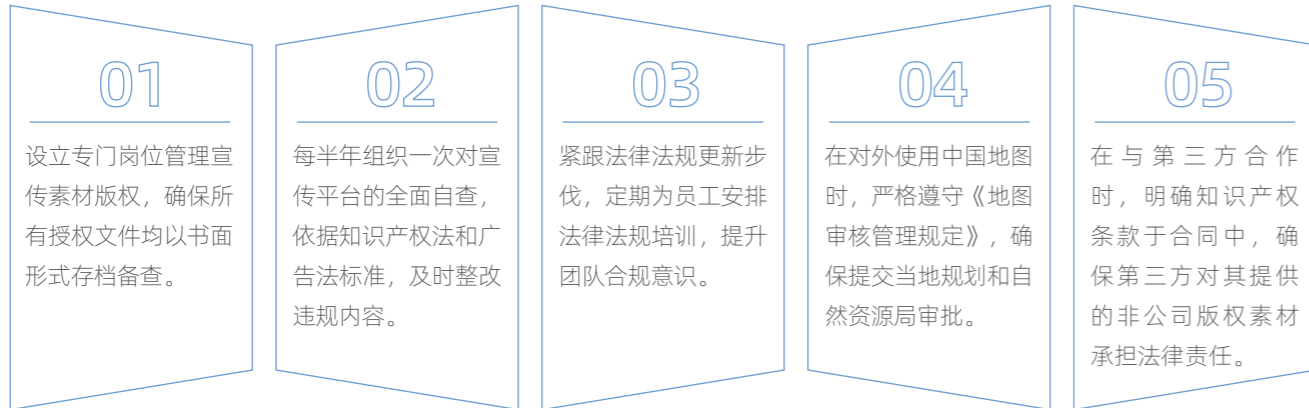 01
设立专门岗位管理宣
传素材版权，确保所
有授权文件均以书面
形式存档备查。
02
每半年组织一次对宣
传平台的全面自查，
依据知识产权法和广
告法标准，及时整改
违规内容。
03
紧跟法律法规更新步
伐，定期为员工安排
法律法规培训，提升
团队合规意识。
04
在对外使用中国地图
时，严格遵守《地图
审核管理规定》，确
保提交当地规划和自
然资源局审批。
05
在与第三方合作
时，明确知识产权
条款于合同中，确
保第三方对其提供
的非公司版权素材
承担法律责任。